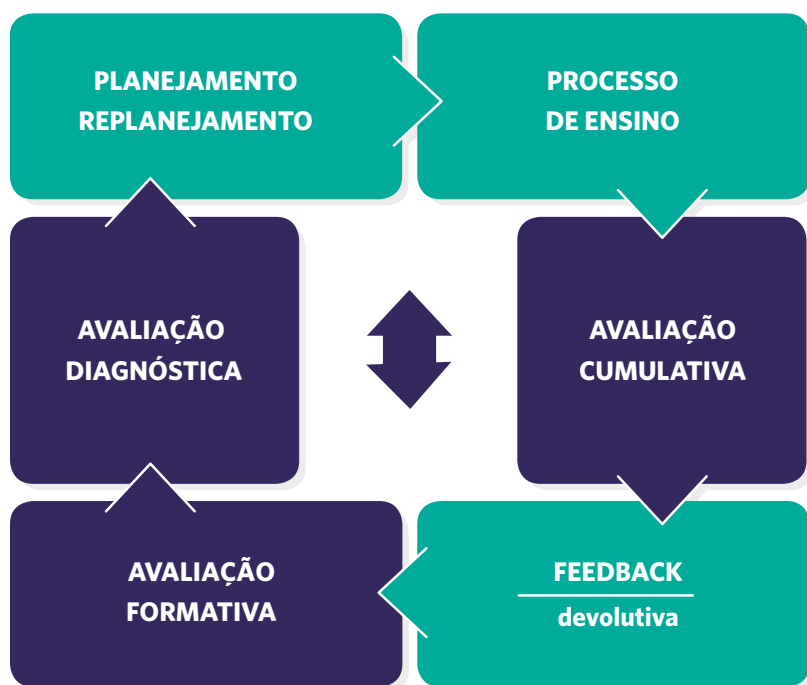 PLANEJAMENTO
REPLANEJAMENTO
PROCESSO
DE ENSINO
AVALIAÇÃO
DIAGNÓSTICA
AVALIAÇÃO
CUMULATIVA
AVALIAÇÃO
FORMATIVA
FEEDBACK
devolutiva